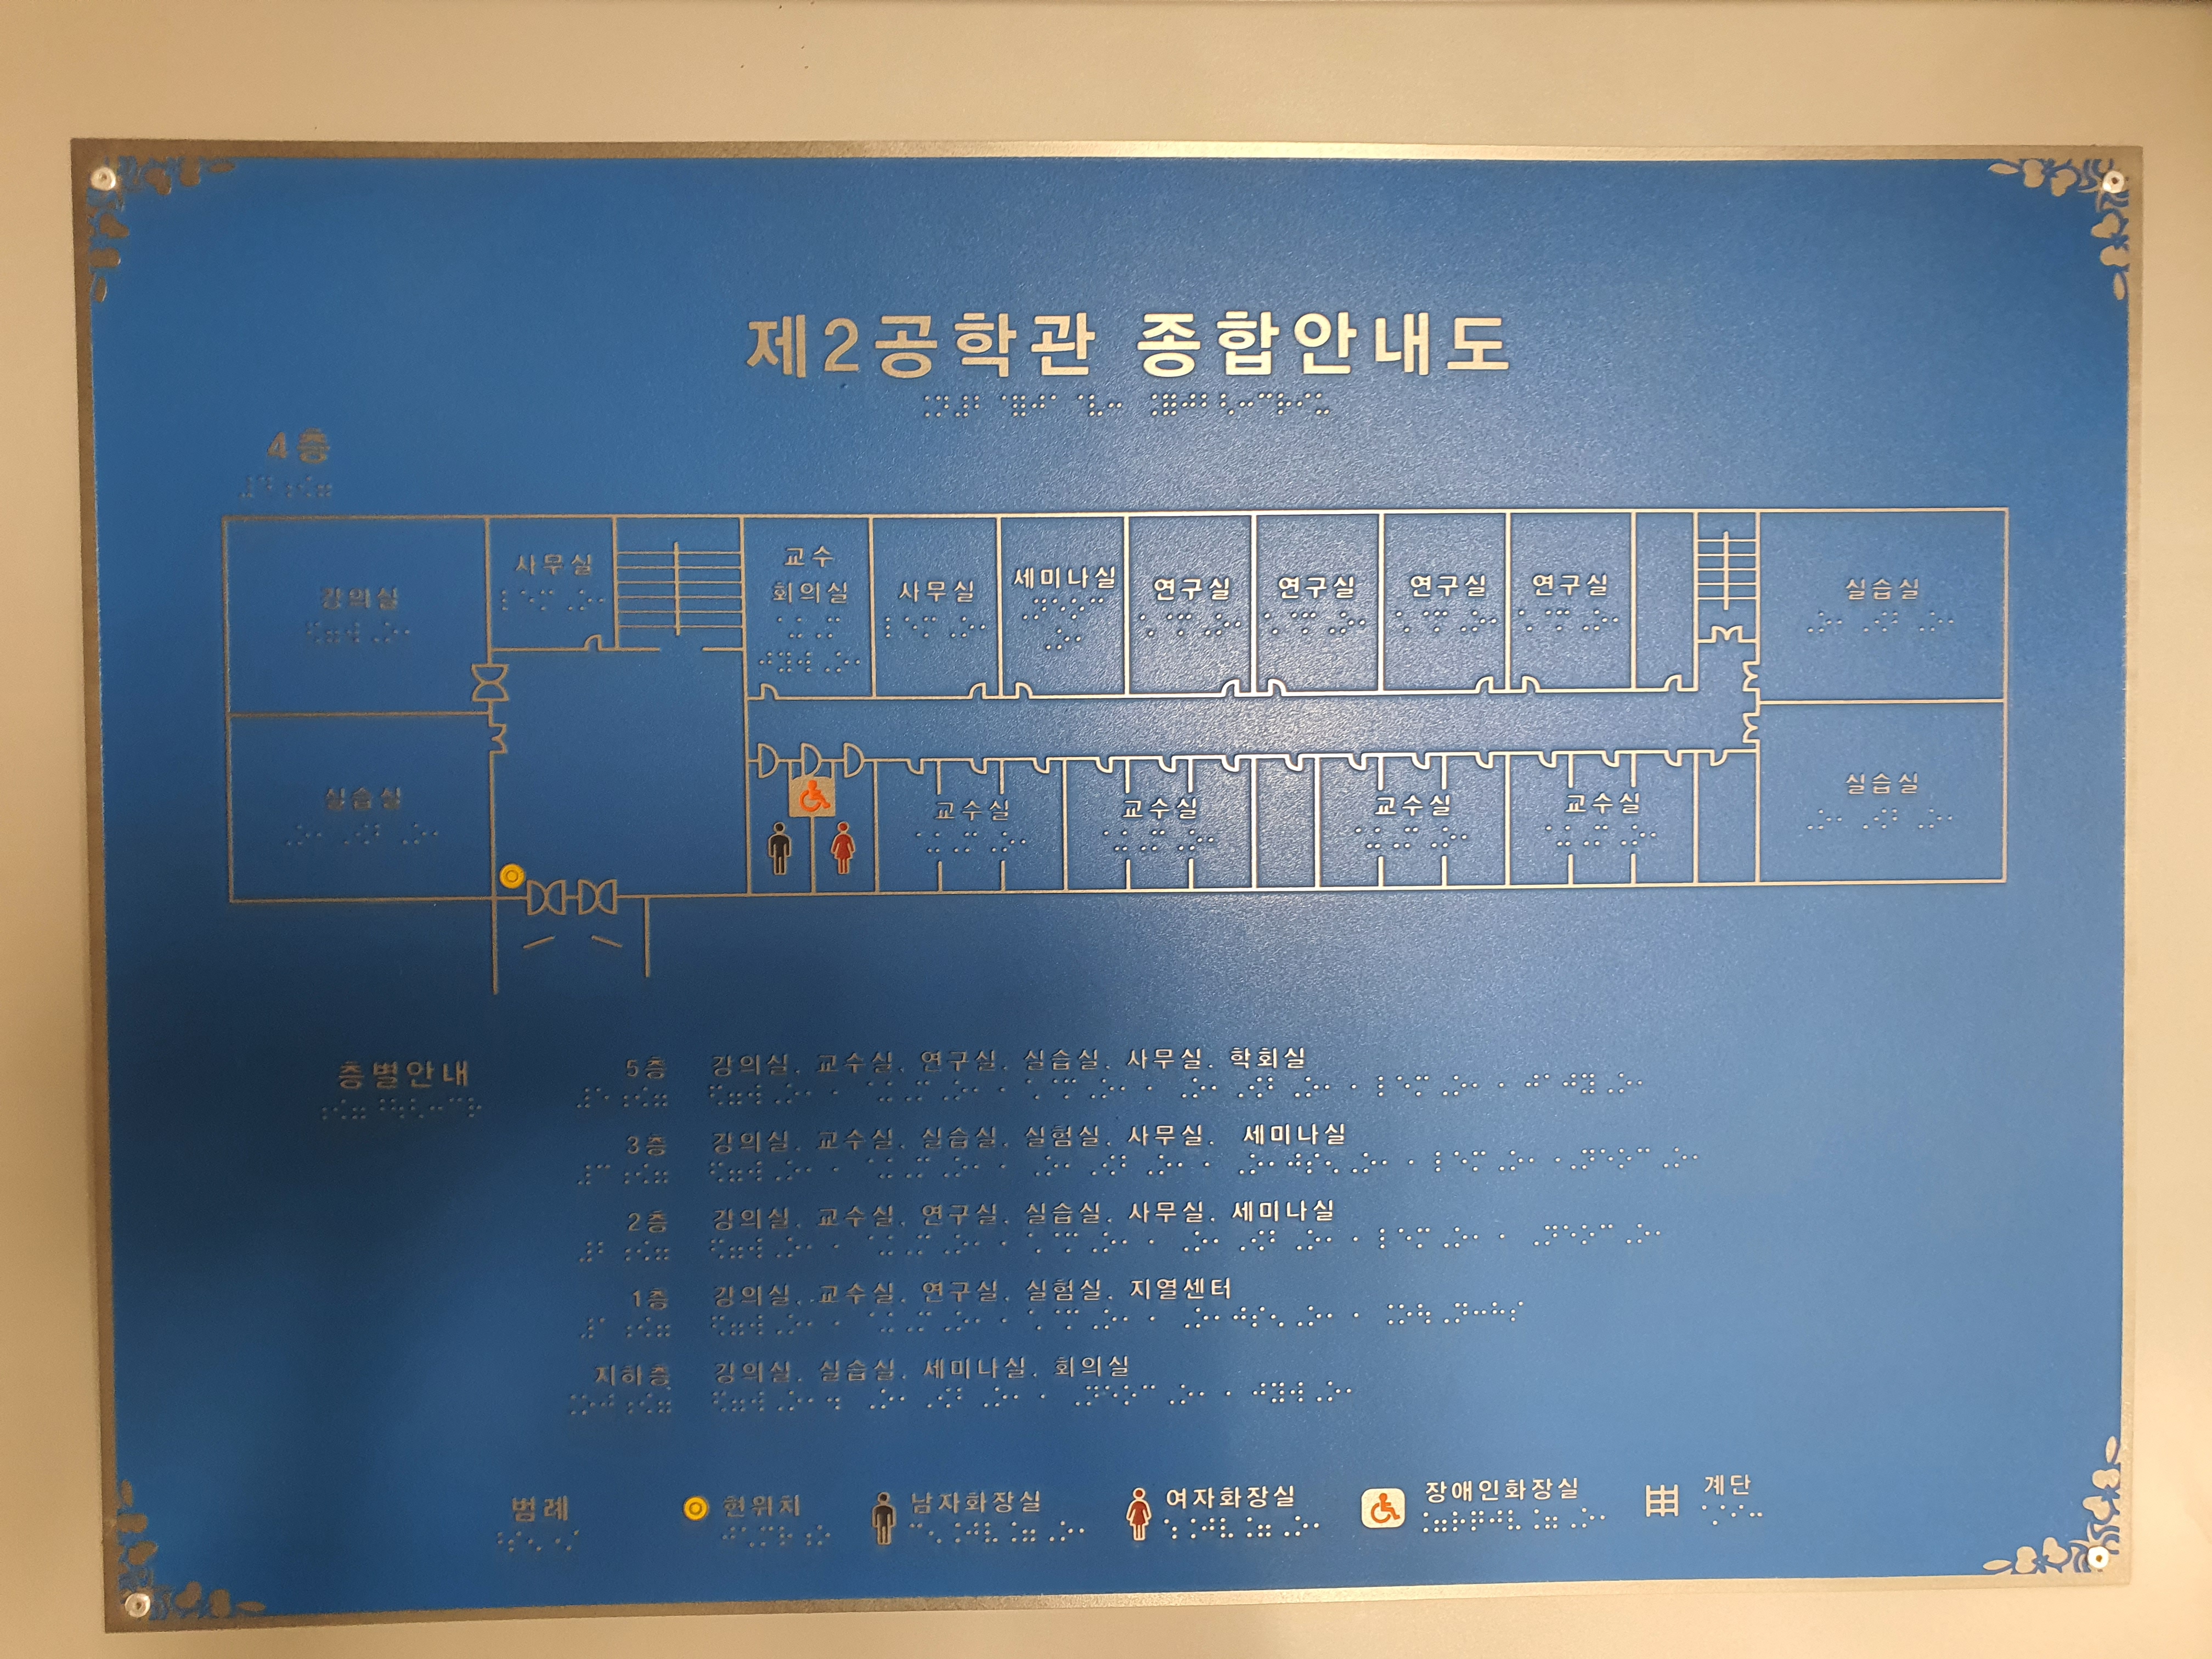 제2공학관 종합안내도
4층
강의실
사무실
교수
회의실
사무실
세미나실
연구실
연구실
연구실
연구실
실습실
실습실
교수실
교수실
교수실
교수실
실습실
층별안내
5층 강의실. 교수실. 연구실. 실습실. 사무실. 학회실
3층 강의실. 교수실. 실습실. 실험실. 사무실. 세미나실
2층 강의실. 교수실. 연구실. 실습실. 사무실. 세미나실
1층 강의실. 교수실. 연구실. 실험실. 지열센터
지하층 강의실. 실습실. 세미나실. 회의실
범례 현위치 남자화장실 여자화장실 장애인화장실 계단